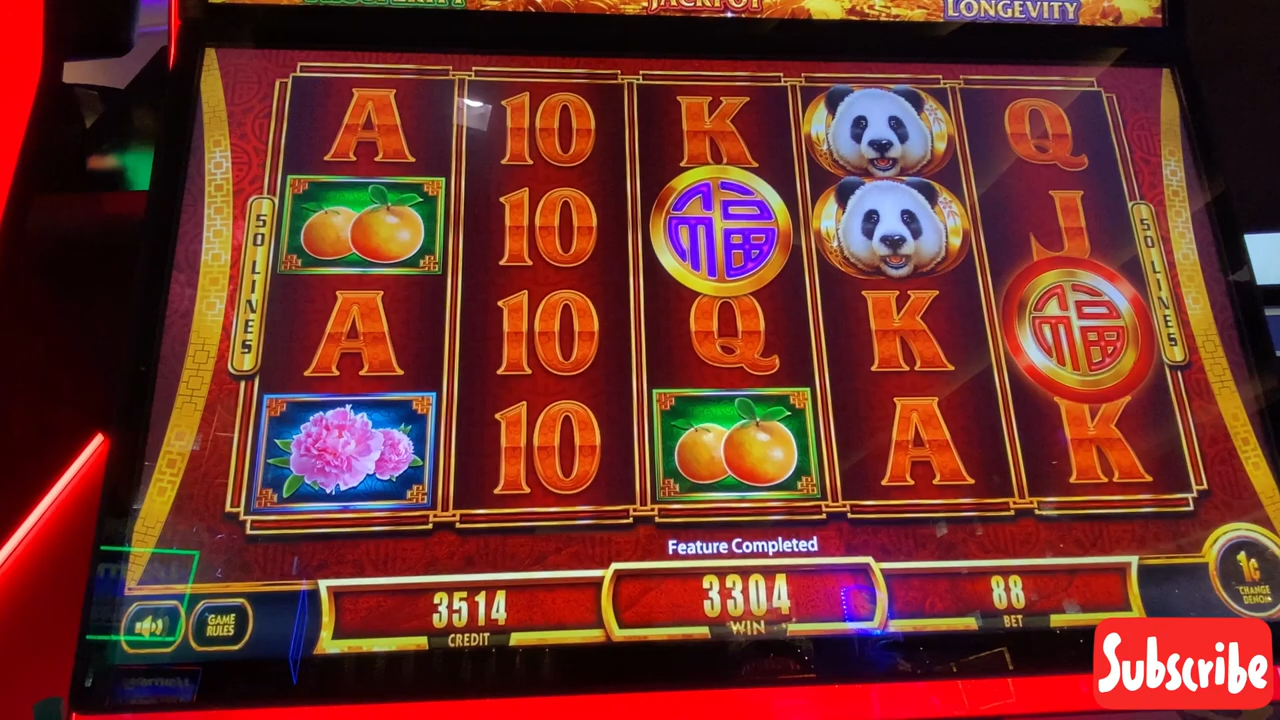 PROSPERITY JACKPOT LONGEVITY
A 10 K Q
10 福 J
A 10 Q K 福
10 A K
50 LINES
50 LINES
Feature Completed
3514 3304 88
CREDIT WIN BET
GAME RULES
1¢
CHANGE DENOM
Subscribe